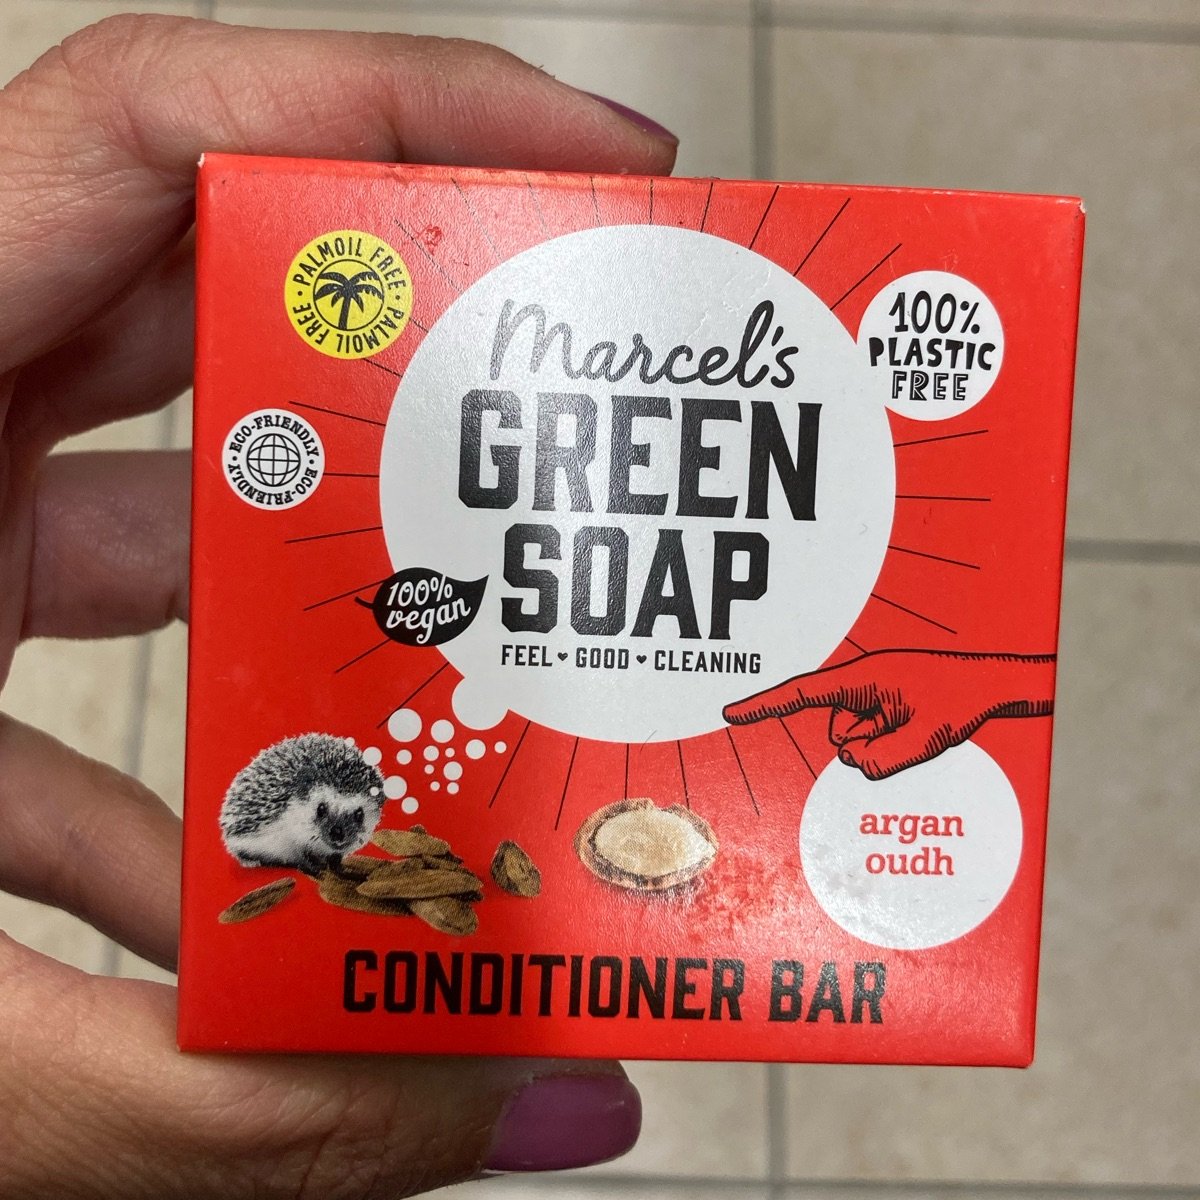 PALMOIL FREE • PALMOIL FREE •
100%
PLASTIC
FREE
ECO-FRIENDLY • ECO-FRIENDLY •
Marcel's
GREEN
SOAP
FEEL ♥ GOOD ♥ CLEANING
100%
vegan
argan
oudh
CONDITIONER BAR